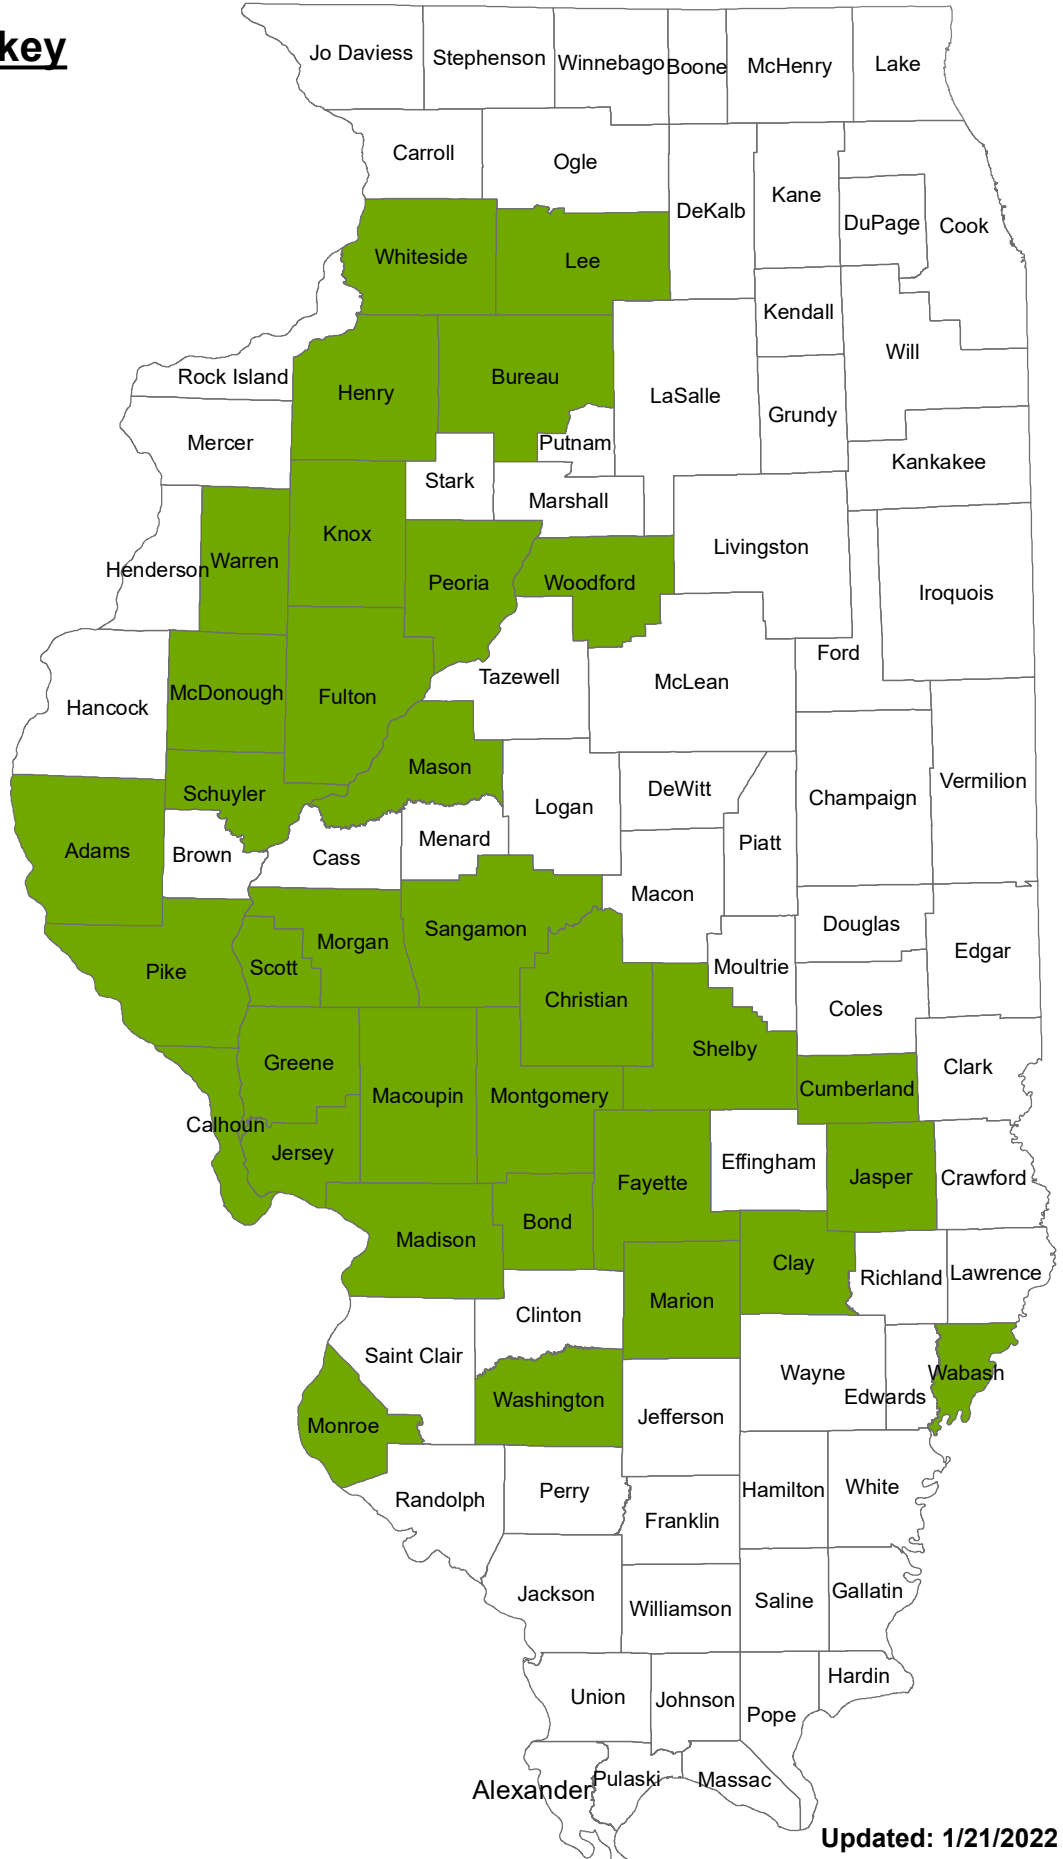 key
Jo Daviess
Stephenson
Winnebago
Boone
McHenry
Lake
Carroll
Ogle
DeKalb
Kane
DuPage
Cook
Whiteside
Lee
Kendall
Will
Rock Island
Henry
Bureau
LaSalle
Grundy
Mercer
Putnam
Kankakee
Stark
Marshall
Henderson
Warren
Knox
Peoria
Woodford
Livingston
Iroquois
Ford
Hancock
McDonough
Fulton
Tazewell
McLean
Mason
Logan
DeWitt
Champaign
Vermilion
Schuyler
Adams
Brown
Cass
Menard
Piatt
Macon
Douglas
Edgar
Pike
Scott
Morgan
Sangamon
Christian
Moultrie
Coles
Shelby
Clark
Greene
Macoupin
Montgomery
Cumberland
Calhoun
Jersey
Fayette
Effingham
Jasper
Crawford
Madison
Bond
Clay
Richland
Lawrence
Marion
Clinton
Saint Clair
Washington
Wayne
Edwards
Wabash
Monroe
Jefferson
Randolph
Perry
Franklin
Hamilton
White
Jackson
Williamson
Saline
Gallatin
Union
Johnson
Pope
Hardin
Alexander
Pulaski
Massac
Updated: 1/21/2022